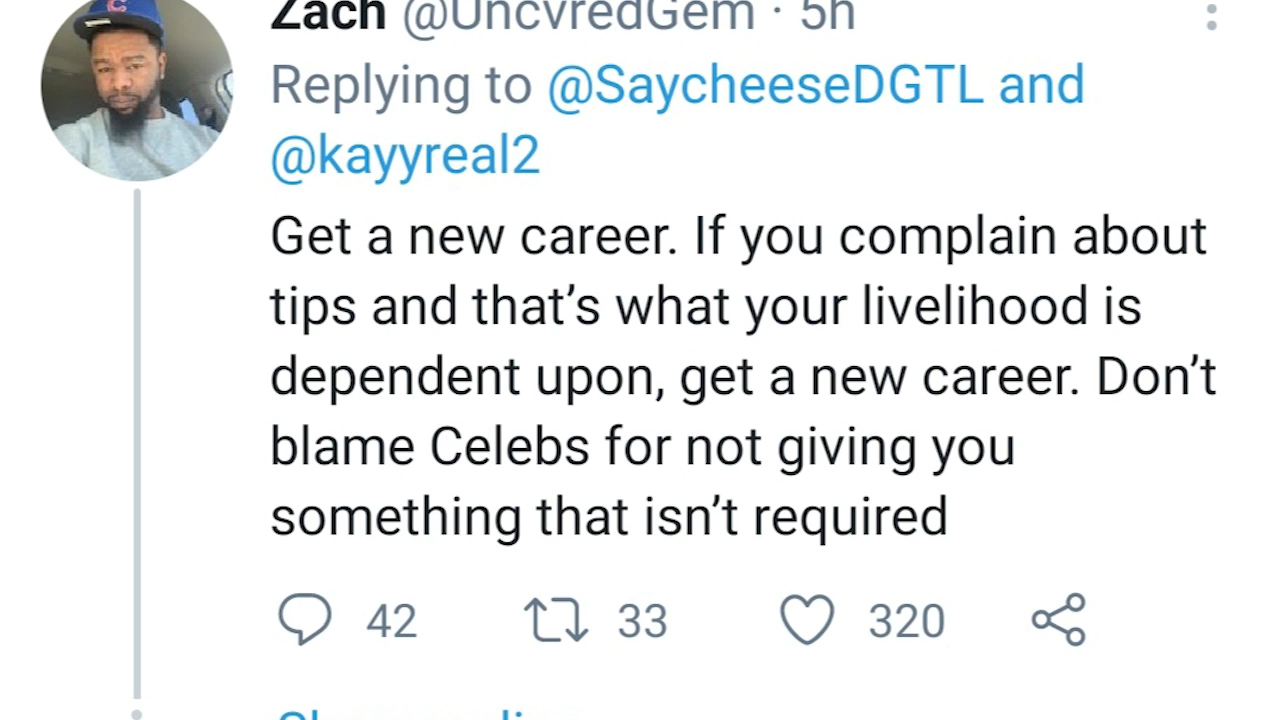 Zach @UncvredGem · 5h
Replying to @SaycheeseDGTL and
@kayyreal2
Get a new career. If you complain about
tips and that’s what your livelihood is
dependent upon, get a new career. Don’t
blame Celebs for not giving you
something that isn’t required
42 33 320